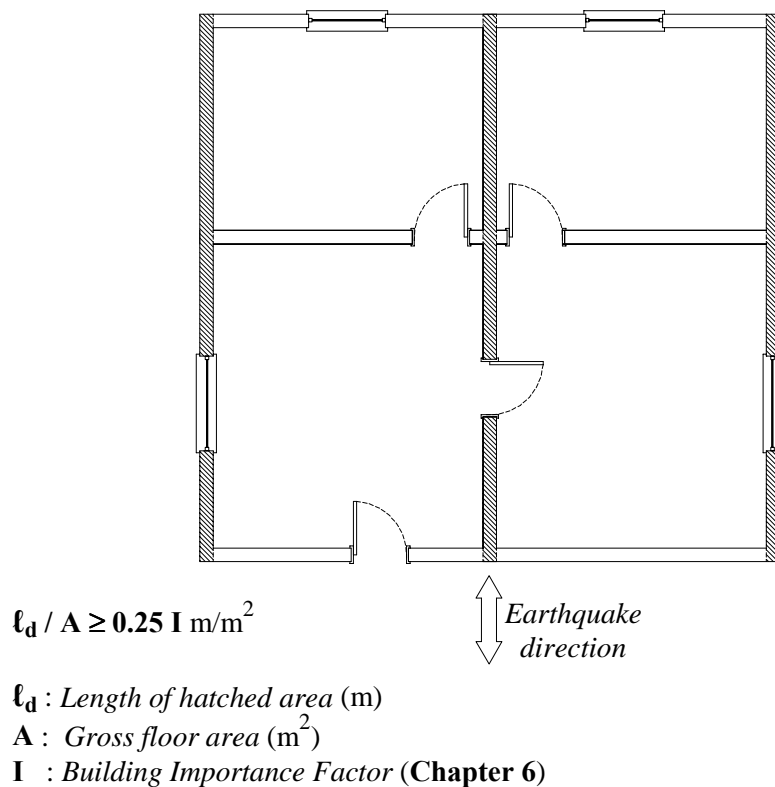 Earthquake
direction
ℓd / A ≥ 0.25 I m/m²
ℓd : Length of hatched area (m)
A : Gross floor area (m²)
I : Building Importance Factor (Chapter 6)